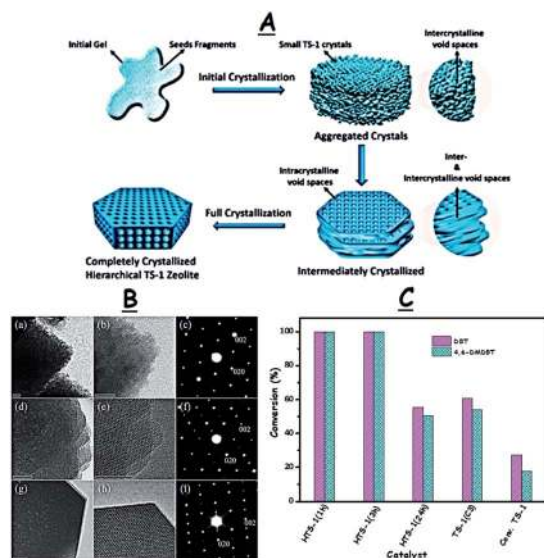 A
Initial Gel
Seeds Fragments
Initial Crystallization
Small TS-1 crystals
Intercrystalline
void spaces
Aggregated Crystals
Intracrystalline
void spaces
Inter-
&
Intercrystalline void spaces
Full Crystallization
Completely Crystallized
Hierarchical TS-1 Zeolite
Intermediately Crystallized
B
(a)
(b)
(c)
002
020
(d)
(e)
(f)
002
020
(g)
(h)
(i)
002
020
C
Conversion (%)
100
80
60
40
20
0
DBT
4,6-DMDBT
HTS-1(1h)
HTS-1(3h)
HTS-1(24h)
TS-1(C3)
Conv. TS-1
Catalyst